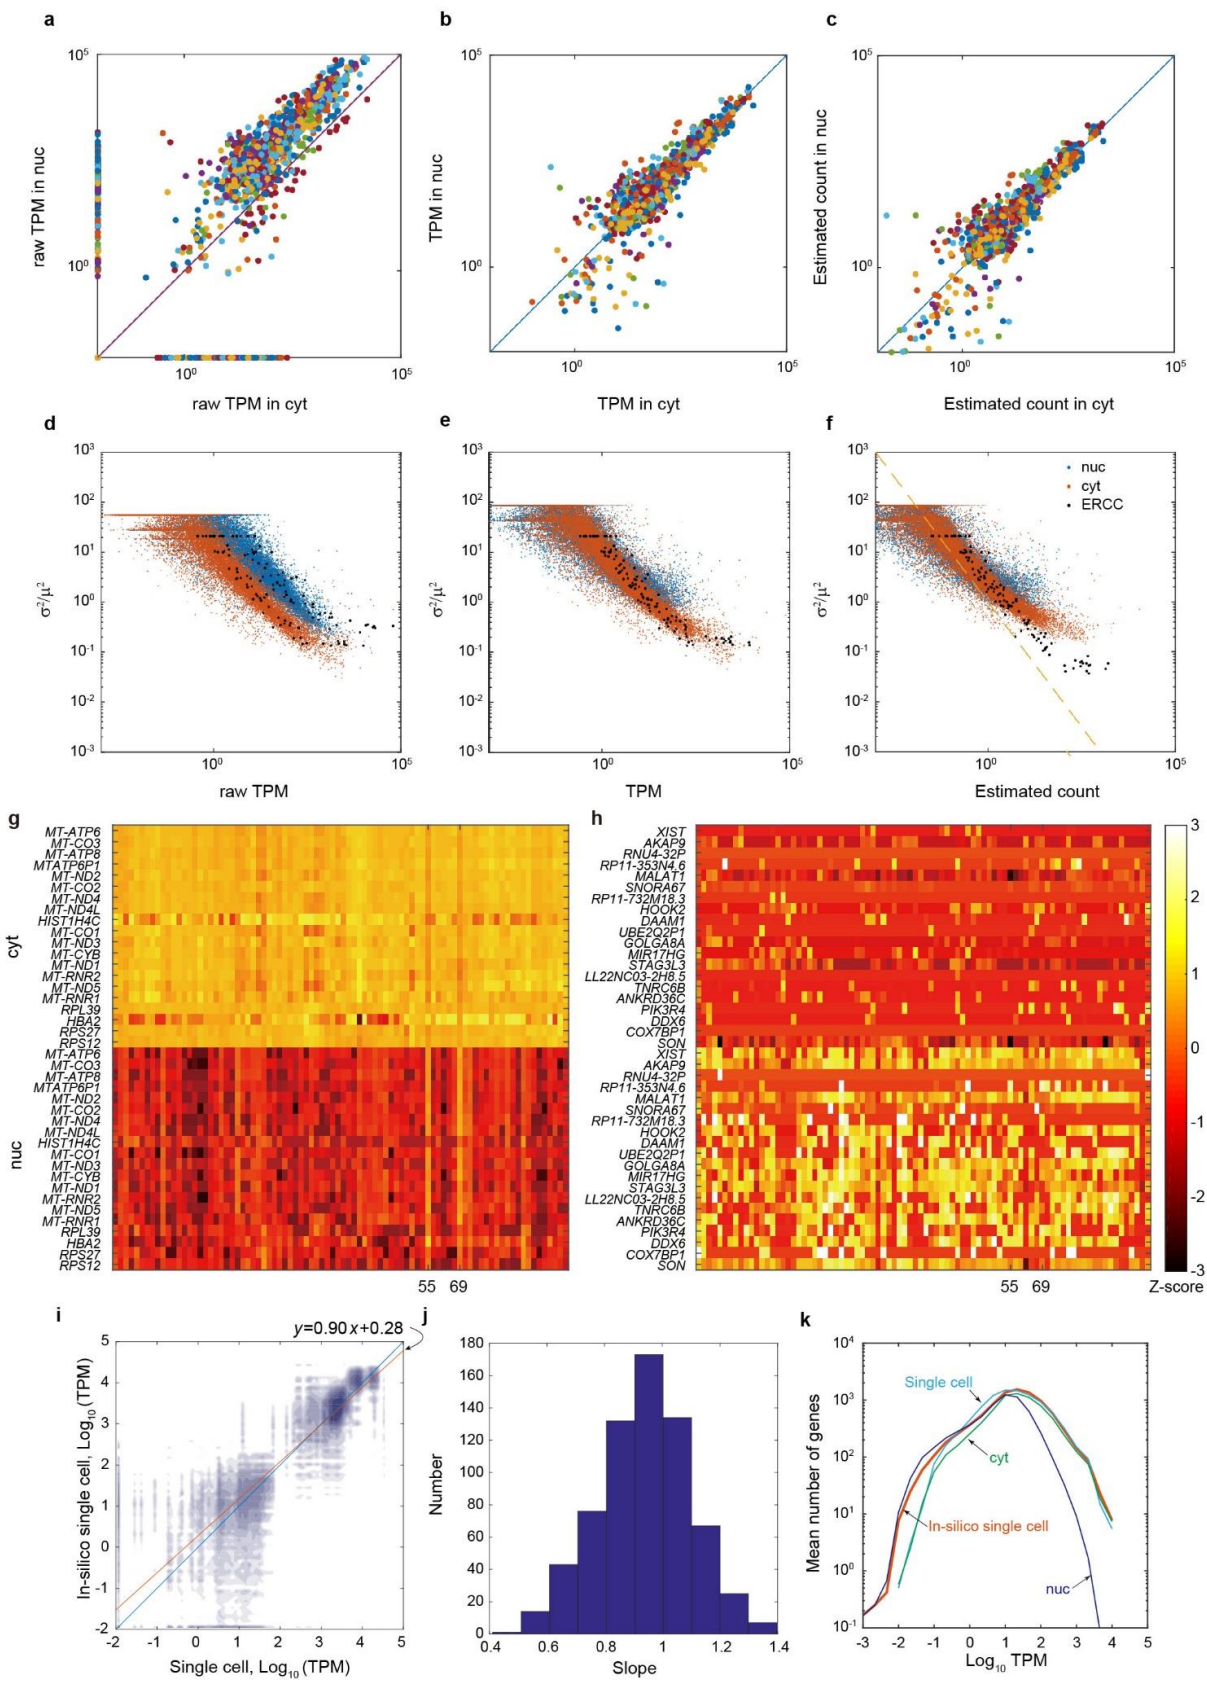 a
b
c
10^5
raw TPM in nuc
10^0
10^0
10^5
raw TPM in cyt
10^5
TPM in nuc
10^0
10^0
10^5
TPM in cyt
10^5
Estimated count in nuc
10^0
10^0
10^5
Estimated count in cyt
d
e
f
10^3
10^2
10^1
10^0
10^-1
10^-2
10^-3
σ²/μ²
10^0
10^5
raw TPM
10^3
10^2
10^1
10^0
10^-1
10^-2
10^-3
σ²/μ²
10^0
10^5
TPM
10^3
10^2
10^1
10^0
10^-1
10^-2
10^-3
σ²/μ²
nuc
cyt
ERCC
10^0
10^5
Estimated count
g
cyt
MT-ATP6
MT-CO3
MT-ATP8
MTATP6P1
MT-ND2
MT-CO2
MT-ND4
MT-ND4L
HIST1H4C
MT-CO1
MT-ND3
MT-CYB
MT-ND1
MT-RNR2
MT-ND5
MT-RNR1
RPL39
HBA2
RPS27
RPS12
nuc
MT-ATP6
MT-CO3
MT-ATP8
MTATP6P1
MT-ND2
MT-CO2
MT-ND4
MT-ND4L
HIST1H4C
MT-CO1
MT-ND3
MT-CYB
MT-ND1
MT-RNR2
MT-ND5
MT-RNR1
RPL39
HBA2
RPS27
RPS12
55 69
h
XIST
AKAP9
RNU4-32P
RP11-353N4.6
MALAT1
SNORA67
RP11-732M18.3
HOOK2
DAAM1
UBE2Q2P1
GOLGA8A
MIR17HG
STAG3L3
LL22NC03-2H8.5
TNRC6B
ANKRD36C
PIK3R4
DDX6
COX7BP1
SON
XIST
AKAP9
RNU4-32P
RP11-353N4.6
MALAT1
SNORA67
RP11-732M18.3
HOOK2
DAAM1
UBE2Q2P1
GOLGA8A
MIR17HG
STAG3L3
LL22NC03-2H8.5
TNRC6B
ANKRD36C
PIK3R4
DDX6
COX7BP1
SON
55 69
3
2
1
0
-1
-2
-3
Z-score
i
y=0.90x+0.28
5
4
3
2
1
0
-1
-2
In-silico single cell, Log10 (TPM)
-2 -1 0 1 2 3 4 5
Single cell, Log10 (TPM)
j
180
160
140
120
100
80
60
40
20
0
Number
0.4 0.6 0.8 1 1.2 1.4
Slope
k
10^4
10^3
10^2
10^1
10^0
10^-1
Mean number of genes
Single cell
cyt
In-silico single cell
nuc
-3 -2 -1 0 1 2 3 4 5
Log10 TPM